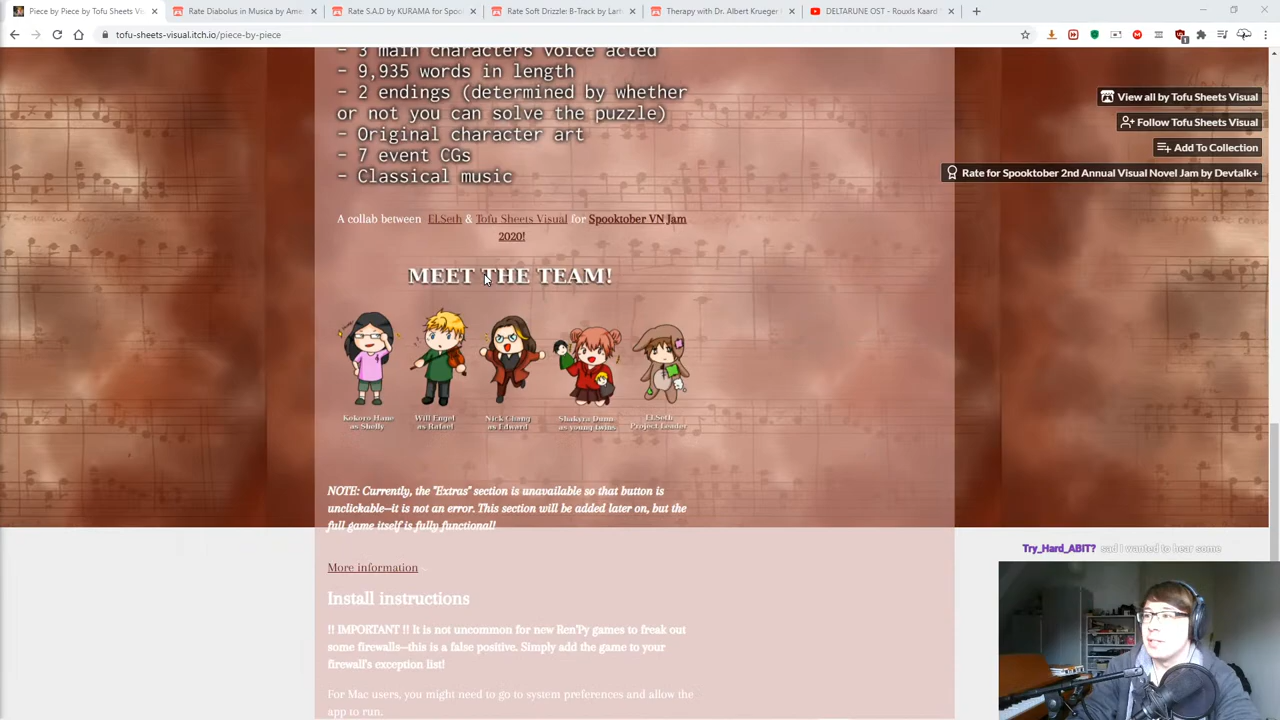 Piece by Piece by Tofu Sheets Vis
Rate Diabolus in Musica by Ame
Rate S.A.D by KURAMA for Spoo
Rate Soft Drizzle: B-Track by Lar
Therapy with Dr. Albert Krueger
DELTARUNE OST - Rouxls Kaard
tofu-sheets-visual.itch.io/piece-by-piece
- 3 main characters voice acted
- 9,935 words in length
- 2 endings (determined by whether
or not you can solve the puzzle)
- Original character art
- 7 event CGs
- Classical music
View all by Tofu Sheets Visual
Follow Tofu Sheets Visual
Add To Collection
Rate for Spooktober 2nd Annual Visual Novel Jam by Devtalk+
A collab between ELSeth & Tofu Sheets Visual for Spooktober VN Jam
2020!
MEET THE TEAM!
Kokoro Hane
as Shelly
Will Engel
as Rafael
Nick Chang
as Edward
Shakyra Dunn
as young twins
ELSeth
Project Leader
NOTE: Currently, the "Extras" section is unavailable so that button is
unclickable—it is not an error. This section will be added later on, but the
full game itself is fully functional!
More information
Install instructions
!! IMPORTANT !! It is not uncommon for new Ren'Py games to freak out
some firewalls—this is a false positive. Simply add the game to your
firewall's exception list!
For Mac users, you might need to go to system preferences and allow the
app to run.
Try_Hard_ABIT? sad I wanted to hear some